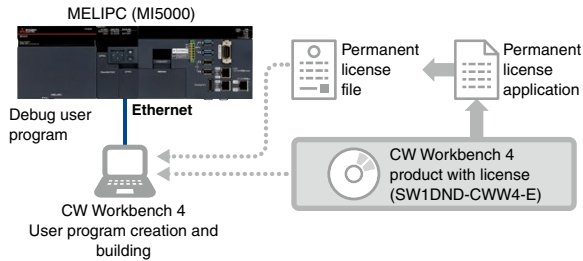 MELIPC (MI5000)
Permanent
license
file
Permanent
license
application
Debug user
program
Ethernet
CW Workbench 4
product with license
(SW1DND-CWW4-E)
CW Workbench 4
User program creation and
building